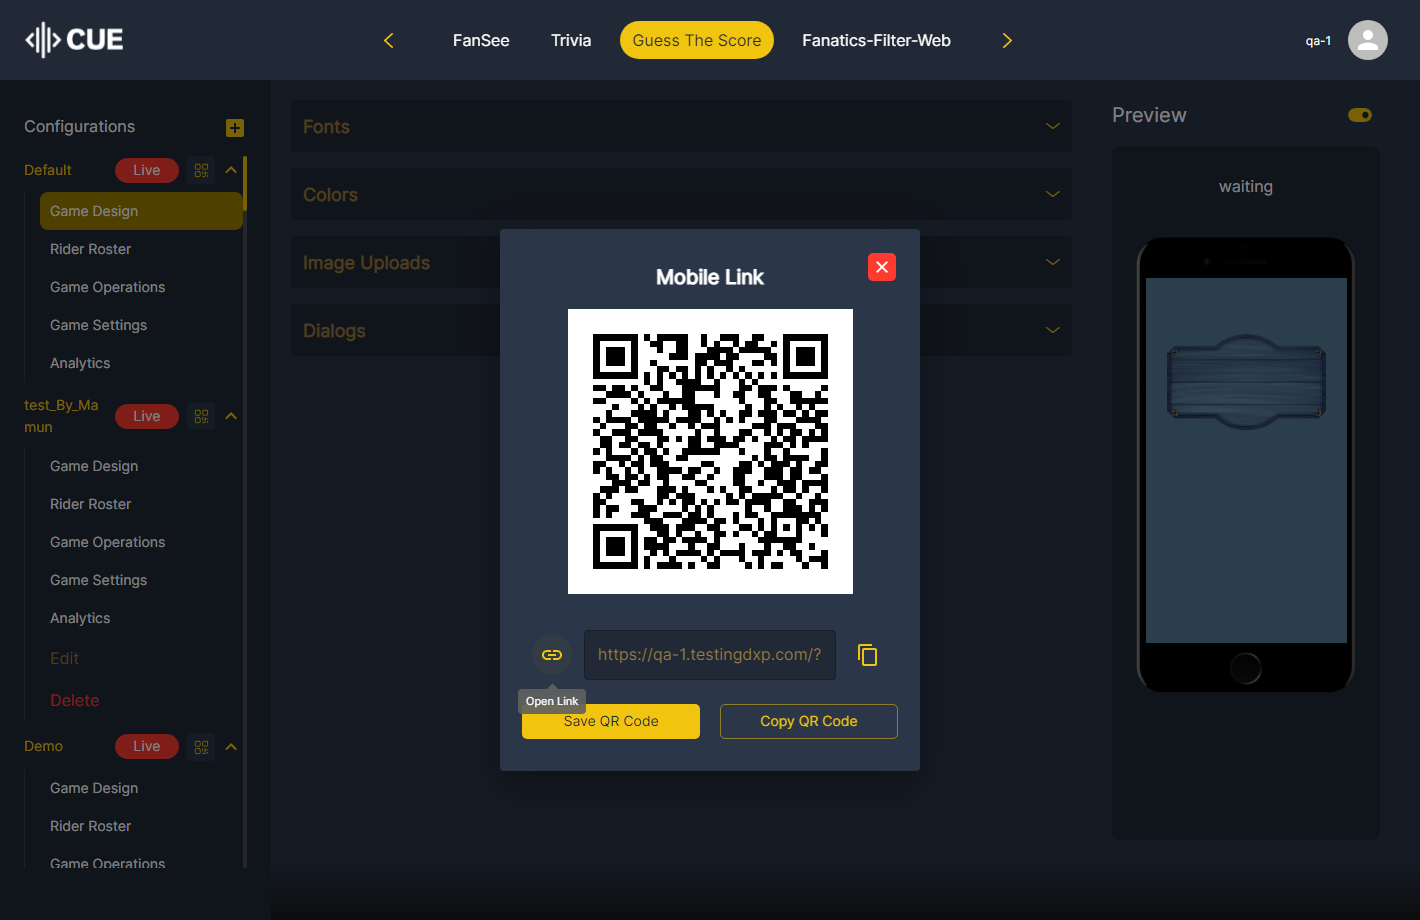 CUE
FanSee
Trivia
Guess The Score
Fanatics-Filter-Web
qa-1
Configurations
Default
Live
Game Design
Rider Roster
Game Operations
Game Settings
Analytics
test_By_Ma
mun
Live
Game Design
Rider Roster
Game Operations
Game Settings
Analytics
Edit
Delete
Demo
Live
Game Design
Rider Roster
Game Operations
Fonts
Colors
Image Uploads
Dialogs
Mobile Link
https://qa-1.testingdxp.com/?
Open Link
Save QR Code
Copy QR Code
Preview
waiting